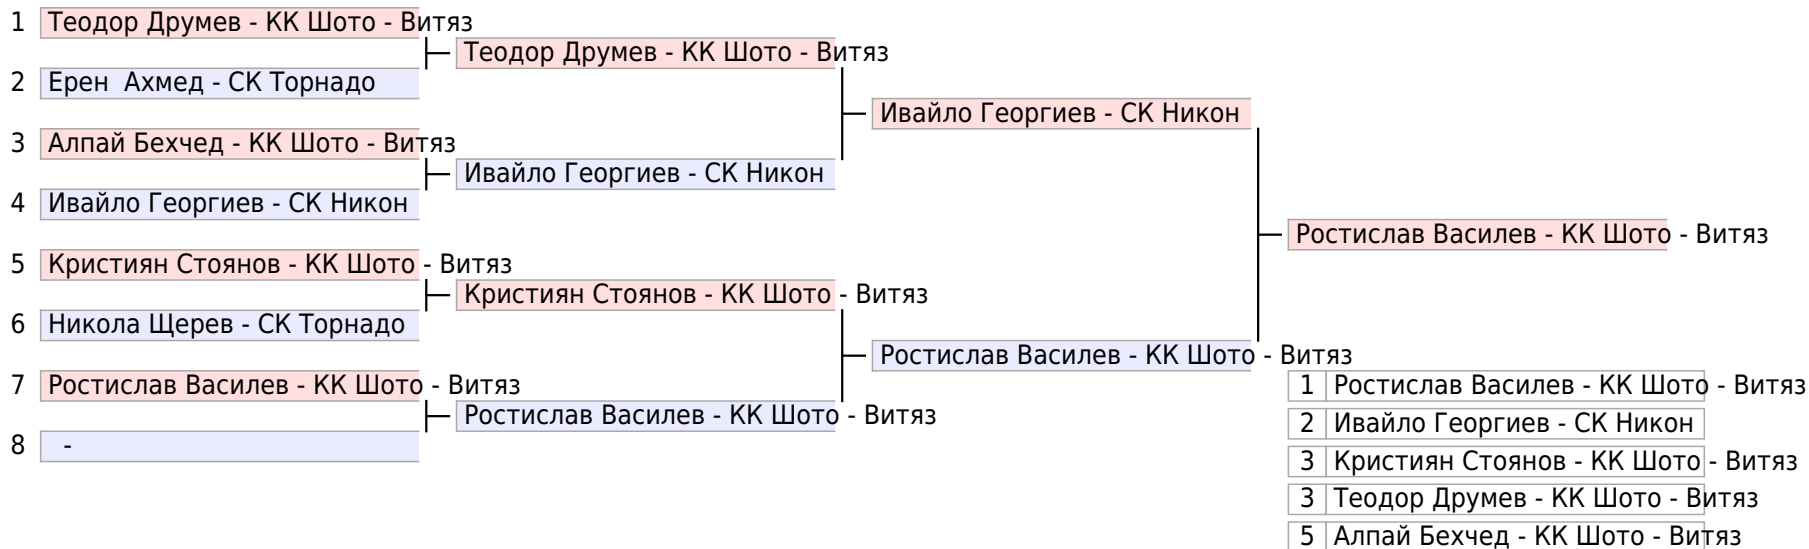 1 Теодор Друмев - КК Шото - Витяз
Теодор Друмев - КК Шото - Витяз
2 Ерен  Ахмед - СК Торнадо
Ивайло Георгиев - СК Никон
3 Алпай Бехчед - КК Шото - Витяз
Ивайло Георгиев - СК Никон
4 Ивайло Георгиев - СК Никон
Ростислав Василев - КК Шото - Витяз
5 Кристиян Стоянов - КК Шото - Витяз
Кристиян Стоянов - КК Шото - Витяз
6 Никола Щерев - СК Торнадо
Ростислав Василев - КК Шото - Витяз
7 Ростислав Василев - КК Шото - Витяз
Ростислав Василев - КК Шото - Витяз
8 -
1 Ростислав Василев - КК Шото - Витяз
2 Ивайло Георгиев - СК Никон
3 Кристиян Стоянов - КК Шото - Витяз
3 Теодор Друмев - КК Шото - Витяз
5 Алпай Бехчед - КК Шото - Витяз